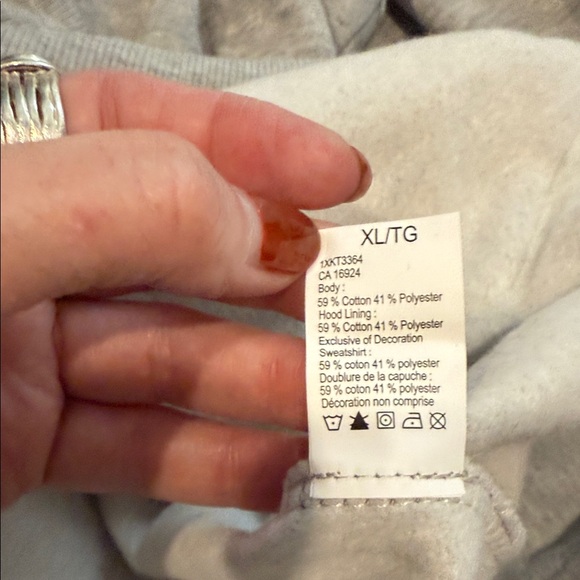 XL/TG
1XKT3364
CA 16924
Body :
59 % Cotton 41 % Polyester
Hood Lining :
59 % Cotton 41 % Polyester
Exclusive of Decoration
Sweatshirt :
59 % coton 41 % polyester
Doublure de la capuche :
59 % coton 41 % polyester
Décoration non comprise